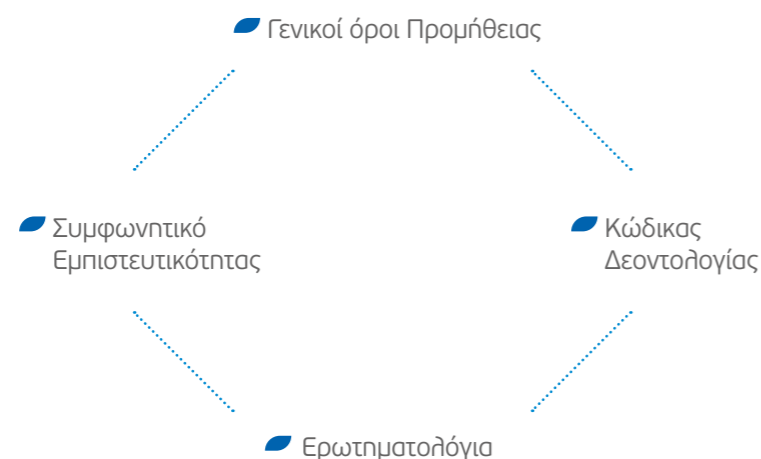 Γενικοί όροι Προμήθειας
Συμφωνητικό
Εμπιστευτικότητας
Κώδικας
Δεοντολογίας
Ερωτηματολόγια